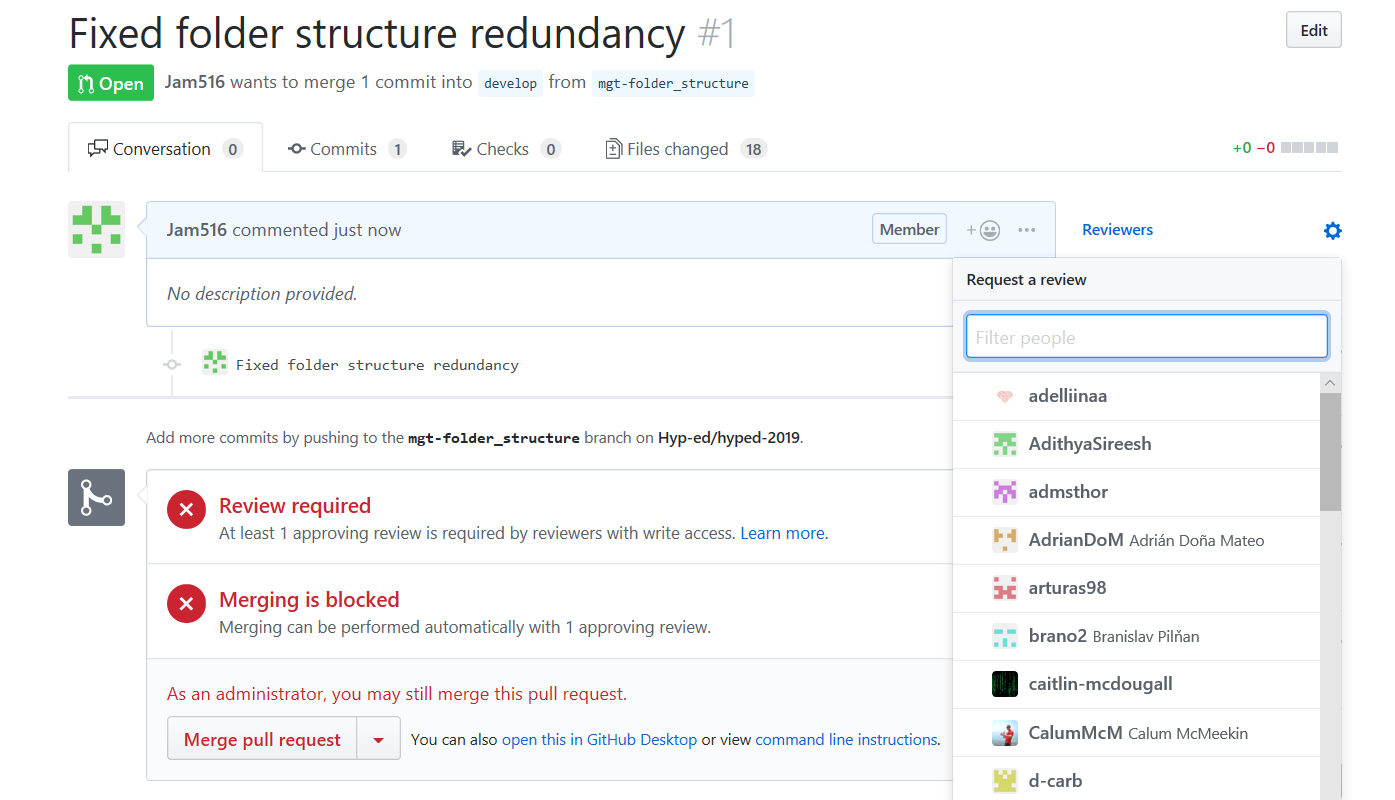 Fixed folder structure redundancy #1
Edit
Open Jam516 wants to merge 1 commit into develop from mgt-folder_structure
Conversation 0 Commits 1 Checks 0 Files changed 18 +0 −0
Jam516 commented just now Member
No description provided.
Fixed folder structure redundancy
Add more commits by pushing to the mgt-folder_structure branch on Hyp-ed/hyped-2019.
Review required
At least 1 approving review is required by reviewers with write access. Learn more.
Merging is blocked
Merging can be performed automatically with 1 approving review.
As an administrator, you may still merge this pull request.
Merge pull request
You can also open this in GitHub Desktop or view command line instructions.
Reviewers
Request a review
Filter people
adelliinaa
AdithyaSireesh
admsthor
AdrianDoM Adrián Doña Mateo
arturas98
brano2 Branislav Pilňan
caitlin-mcdougall
CalumMcM Calum McMeekin
d-carb